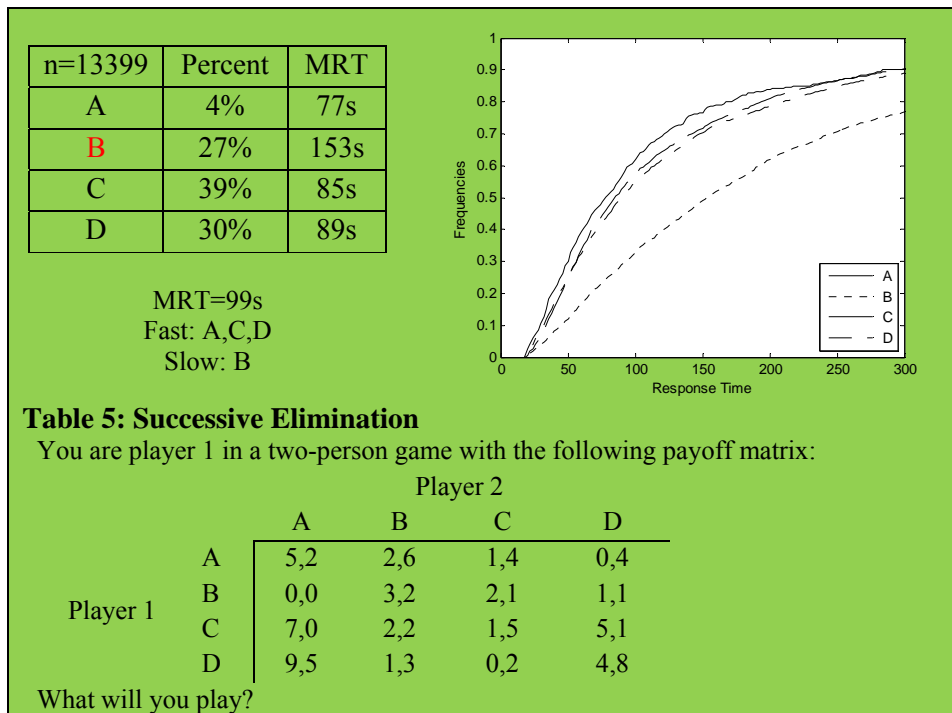 n=13399 Percent MRT
A 4% 77s
B 27% 153s
C 39% 85s
D 30% 89s
MRT=99s
Fast: A,C,D
Slow: B
1
0.9
0.8
0.7
0.6
0.5
0.4
0.3
0.2
0.1
0
Frequencies
0 50 100 150 200 250 300
Response Time
A
B
C
D
Table 5: Successive Elimination
You are player 1 in a two-person game with the following payoff matrix:
Player 2
A B C D
A 5,2 2,6 1,4 0,4
B 0,0 3,2 2,1 1,1
Player 1
C 7,0 2,2 1,5 5,1
D 9,5 1,3 0,2 4,8
What will you play?